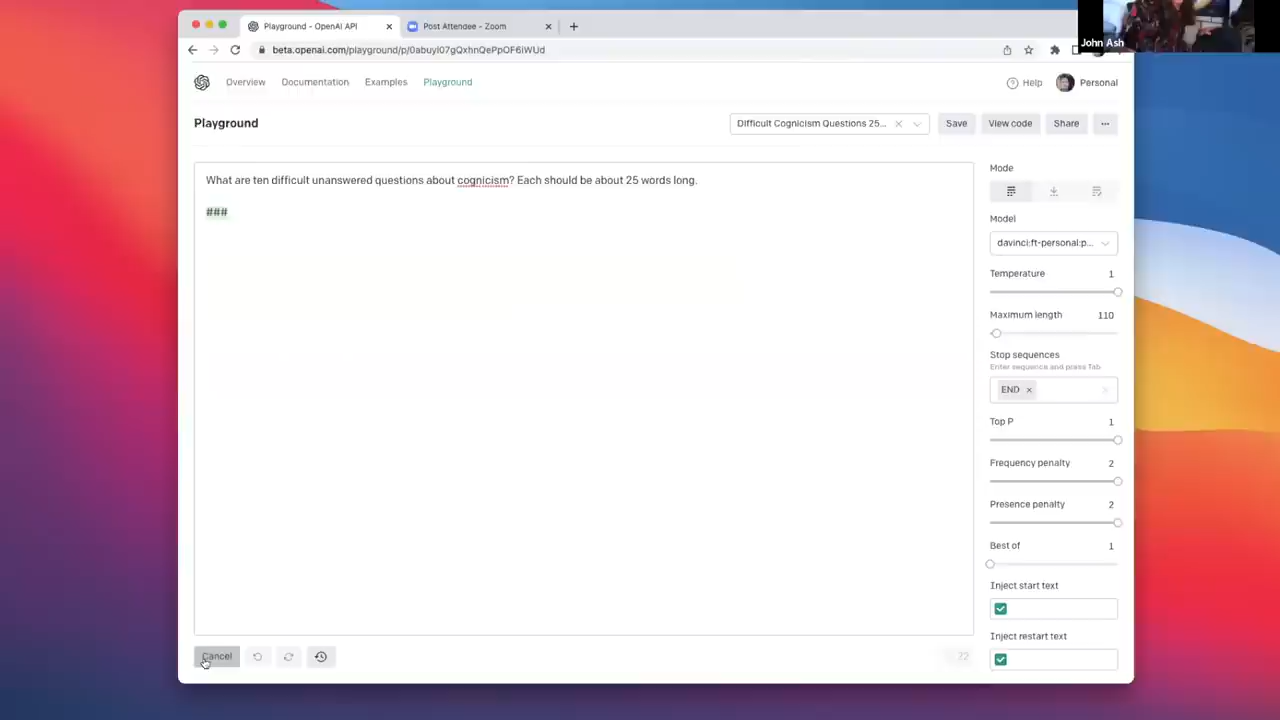 Playground - OpenAI API
Post Attendee - Zoom
John Ash
beta.openai.com/playground/p/0abuyl07gQxhnQePpOF6iWUd
Overview
Documentation
Examples
Playground
Help
Personal
Playground
Difficult Cognicism Questions 25...
Save
View code
Share
...
What are ten difficult unanswered questions about cognicism? Each should be about 25 words long.
###
Mode
Model
davinci:ft-personal:p...
Temperature 1
Maximum length 110
Stop sequences
Enter sequence and press Tab
END
Top P 1
Frequency penalty 2
Presence penalty 2
Best of 1
Inject start text
Inject restart text
Cancel
22